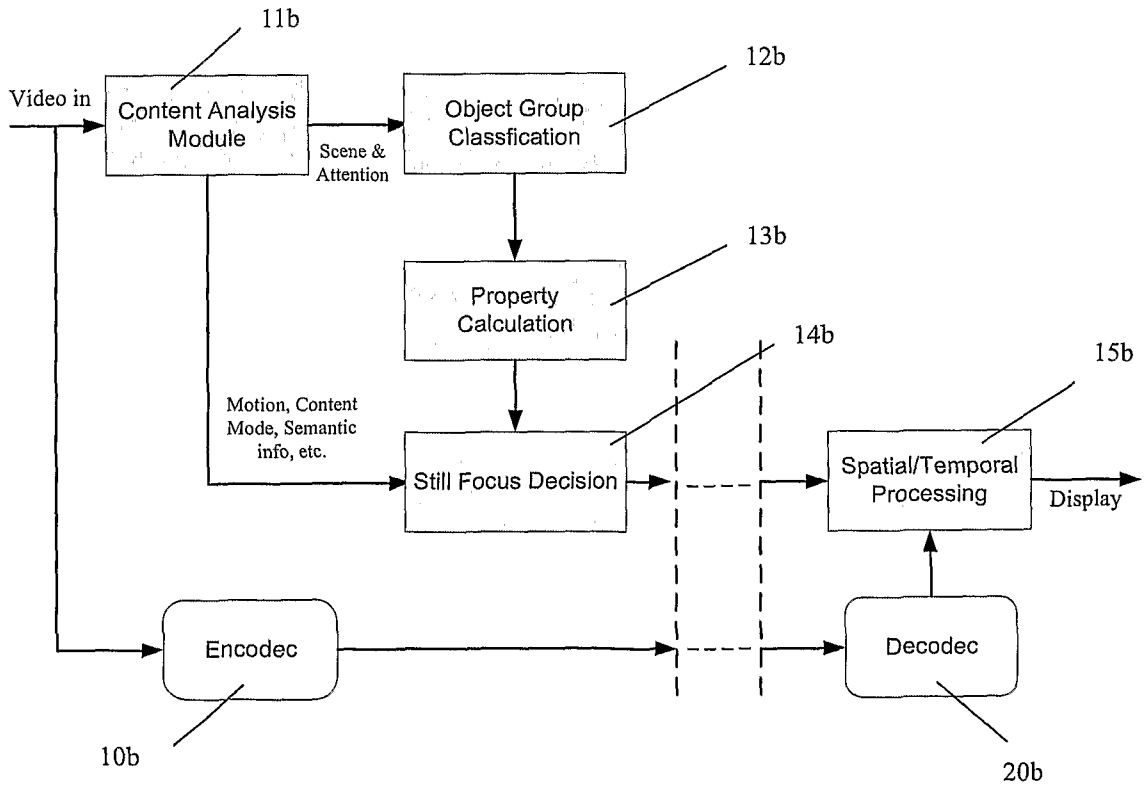 11b
12b
Video in
Content Analysis
Module
Object Group
Classfication
Scene &
Attention
13b
Property
Calculation
14b
15b
Motion, Content
Mode, Semantic
info, etc.
Still Focus Decision
Spatial/Temporal
Processing
Display
Encodec
Decodec
10b
20b